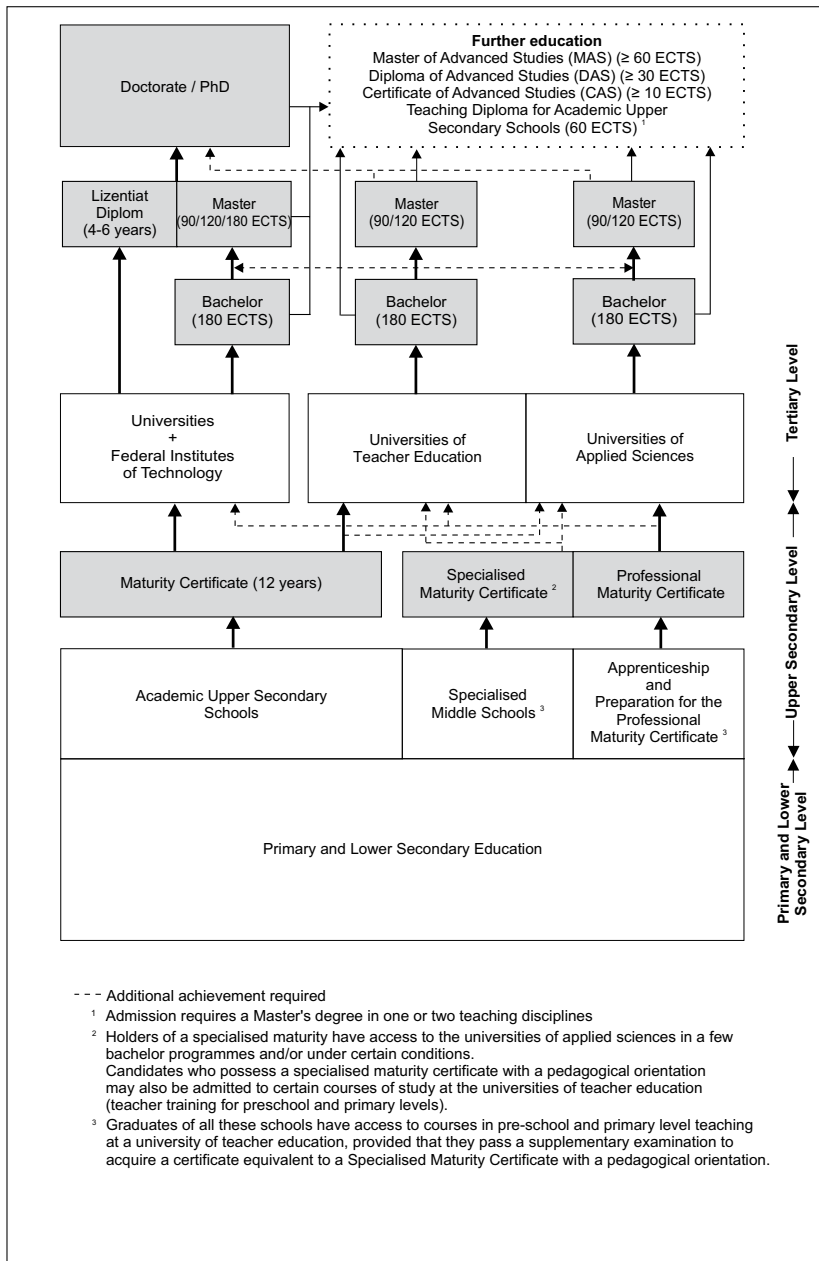 Further education
Master of Advanced Studies (MAS) (≥ 60 ECTS)
Diploma of Advanced Studies (DAS) (≥ 30 ECTS)
Certificate of Advanced Studies (CAS) (≥ 10 ECTS)
Teaching Diploma for Academic Upper
Secondary Schools (60 ECTS) ¹
Doctorate / PhD
Lizentiat
Diplom
(4-6 years)
Master
(90/120/180 ECTS)
Master
(90/120 ECTS)
Master
(90/120 ECTS)
Bachelor
(180 ECTS)
Bachelor
(180 ECTS)
Bachelor
(180 ECTS)
Universities
+
Federal Institutes
of Technology
Universities of
Teacher Education
Universities of
Applied Sciences
Tertiary Level
Maturity Certificate (12 years)
Specialised
Maturity Certificate ²
Professional
Maturity Certificate
Upper Secondary Level
Academic Upper Secondary
Schools
Specialised
Middle Schools ³
Apprenticeship
and
Preparation for the
Professional
Maturity Certificate ³
Primary and Lower Secondary Education
Primary and Lower
Secondary Level
- - - Additional achievement required
¹ Admission requires a Master's degree in one or two teaching disciplines
² Holders of a specialised maturity have access to the universities of applied sciences in a few
bachelor programmes and/or under certain conditions.
Candidates who possess a specialised maturity certificate with a pedagogical orientation
may also be admitted to certain courses of study at the universities of teacher education
(teacher training for preschool and primary levels).
³ Graduates of all these schools have access to courses in pre-school and primary level teaching
at a university of teacher education, provided that they pass a supplementary examination to
acquire a certificate equivalent to a Specialised Maturity Certificate with a pedagogical orientation.